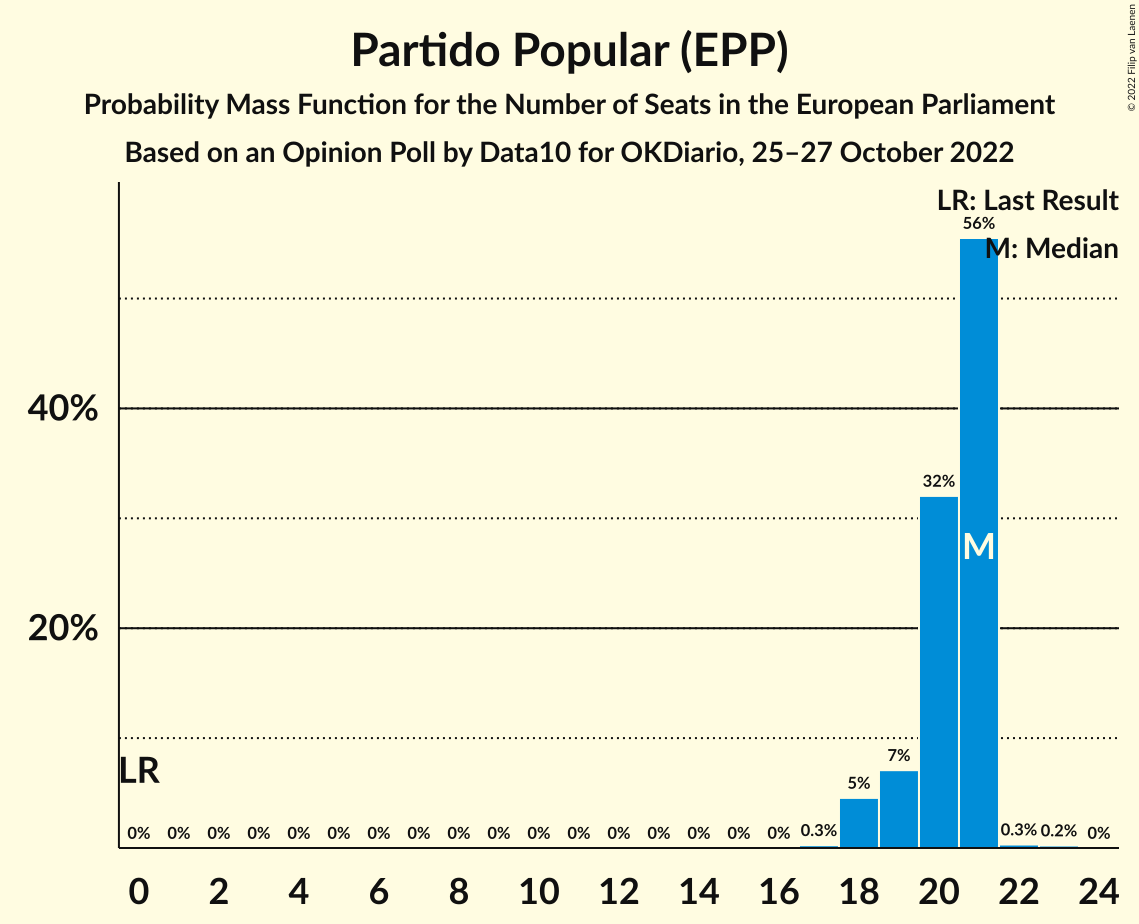 Partido Popular (EPP)
Probability Mass Function for the Number of Seats in the European Parliament
Based on an Opinion Poll by Data10 for OKDiario, 25–27 October 2022
© 2022 Filip van Laenen
LR: Last Result
M: Median
56%
40%
32%
M
20%
LR
7%
5%
0% 0% 0% 0% 0% 0% 0% 0% 0% 0% 0% 0% 0% 0% 0% 0% 0% 0.3% 0.3% 0.2% 0%
0 2 4 6 8 10 12 14 16 18 20 22 24